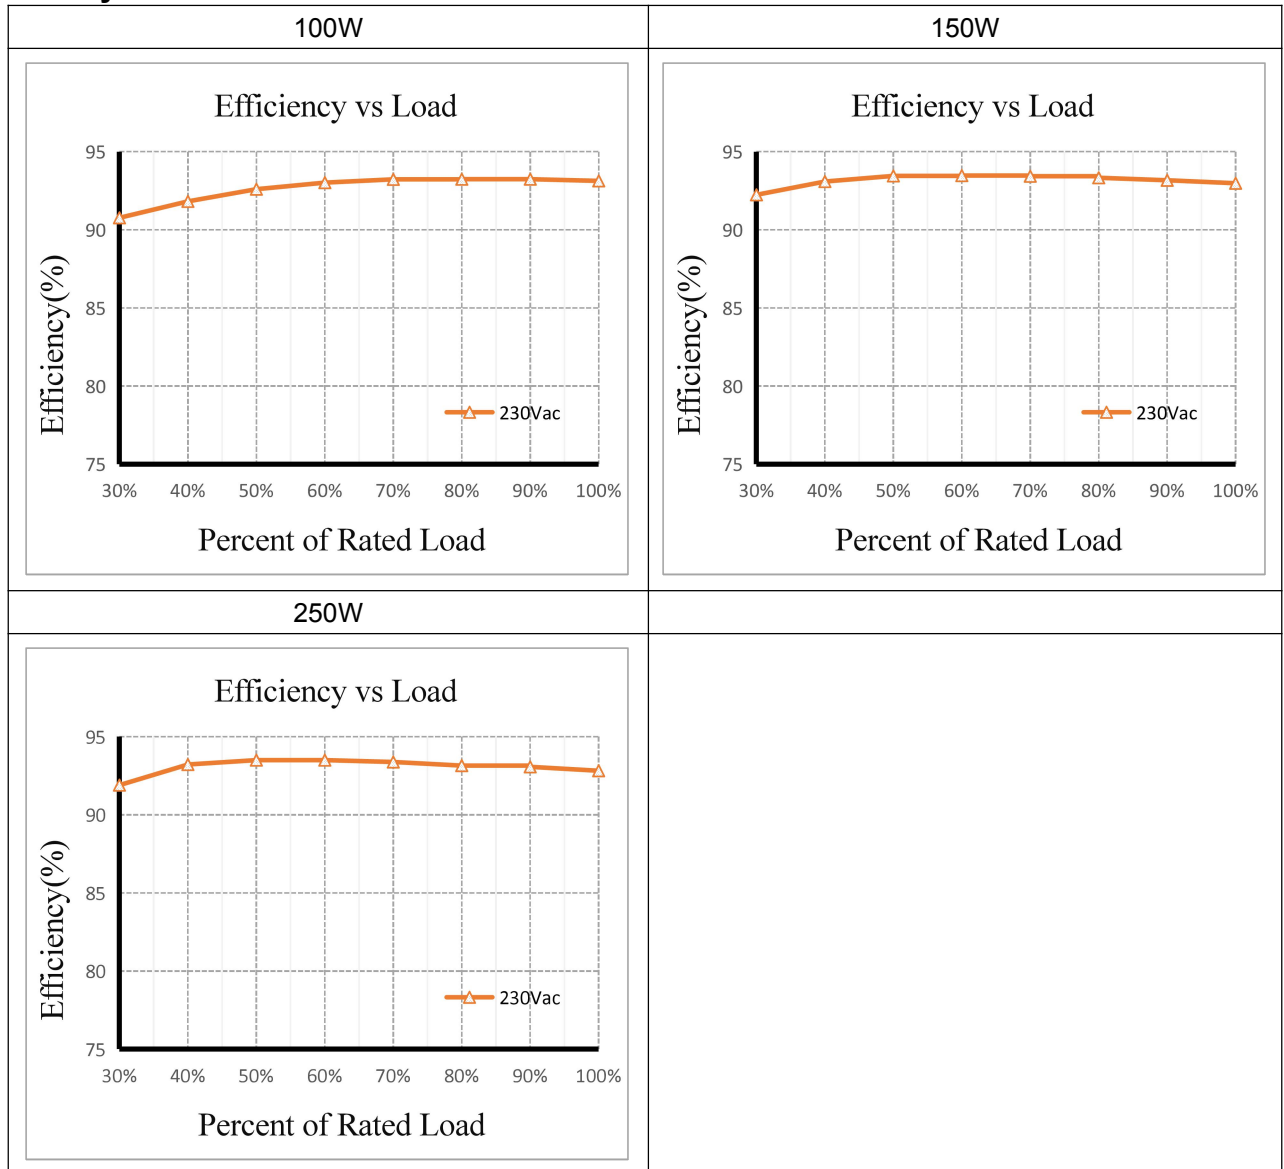 100W
150W
Efficiency vs Load
95
90
85
80
75
Efficiency(%)
230Vac
30% 40% 50% 60% 70% 80% 90% 100%
Percent of Rated Load
Efficiency vs Load
95
90
85
80
75
Efficiency(%)
230Vac
30% 40% 50% 60% 70% 80% 90% 100%
Percent of Rated Load
250W
Efficiency vs Load
95
90
85
80
75
Efficiency(%)
230Vac
30% 40% 50% 60% 70% 80% 90% 100%
Percent of Rated Load